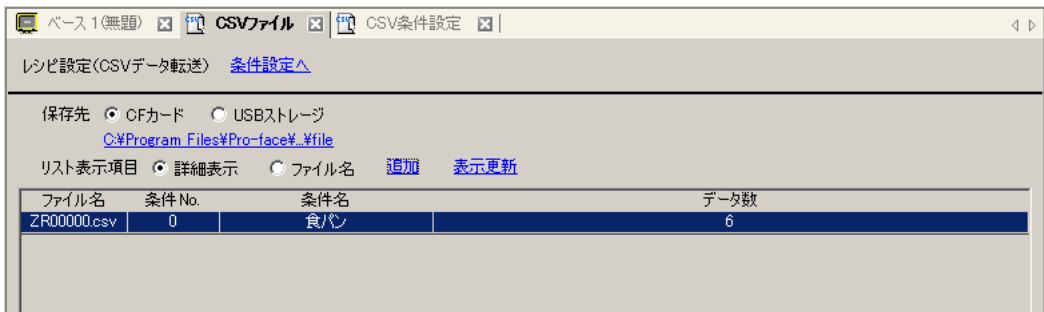 ベース1(無題) CSVファイル CSV条件設定
レシピ設定(CSVデータ転送) 条件設定へ
保存先 CFカード USBストレージ
C:¥Program Files¥Pro-face¥...¥file
リスト表示項目 詳細表示 ファイル名 追加 表示更新
ファイル名 条件No. 条件名 データ数
ZR00000.csv 0 食パン 6